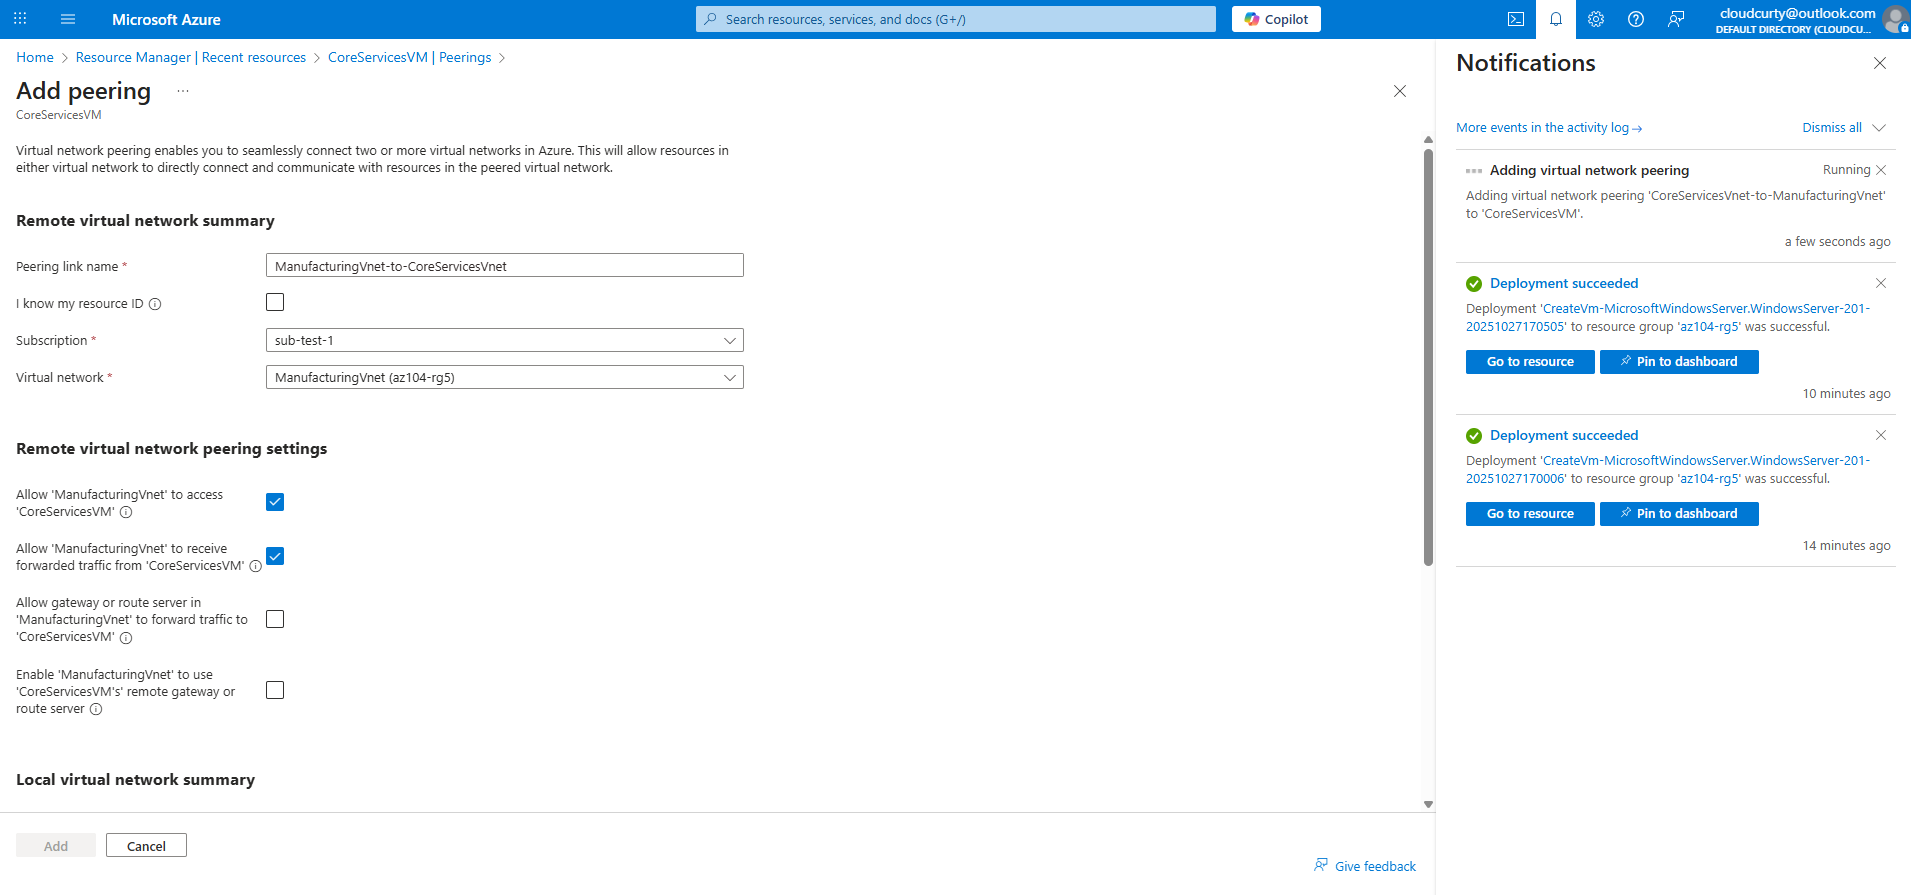 Microsoft Azure
Search resources, services, and docs (G+/)
Copilot
cloudcurty@outlook.com
DEFAULT DIRECTORY (CLOUDCU...
Home > Resource Manager | Recent resources > CoreServicesVM | Peerings >
Add peering ...
CoreServicesVM
Virtual network peering enables you to seamlessly connect two or more virtual networks in Azure. This will allow resources in
either virtual network to directly connect and communicate with resources in the peered virtual network.
Remote virtual network summary
Peering link name *
ManufacturingVnet-to-CoreServicesVnet
I know my resource ID
Subscription *
sub-test-1
Virtual network *
ManufacturingVnet (az104-rg5)
Remote virtual network peering settings
Allow 'ManufacturingVnet' to access
'CoreServicesVM'
Allow 'ManufacturingVnet' to receive
forwarded traffic from 'CoreServicesVM'
Allow gateway or route server in
'ManufacturingVnet' to forward traffic to
'CoreServicesVM'
Enable 'ManufacturingVnet' to use
'CoreServicesVM's' remote gateway or
route server
Local virtual network summary
Add
Cancel
Give feedback
Notifications
More events in the activity log →
Dismiss all
Adding virtual network peering
Running
Adding virtual network peering 'CoreServicesVnet-to-ManufacturingVnet'
to 'CoreServicesVM'.
a few seconds ago
Deployment succeeded
Deployment 'CreateVm-MicrosoftWindowsServer.WindowsServer-201-
20251027170505' to resource group 'az104-rg5' was successful.
Go to resource
Pin to dashboard
10 minutes ago
Deployment succeeded
Deployment 'CreateVm-MicrosoftWindowsServer.WindowsServer-201-
20251027170006' to resource group 'az104-rg5' was successful.
Go to resource
Pin to dashboard
14 minutes ago